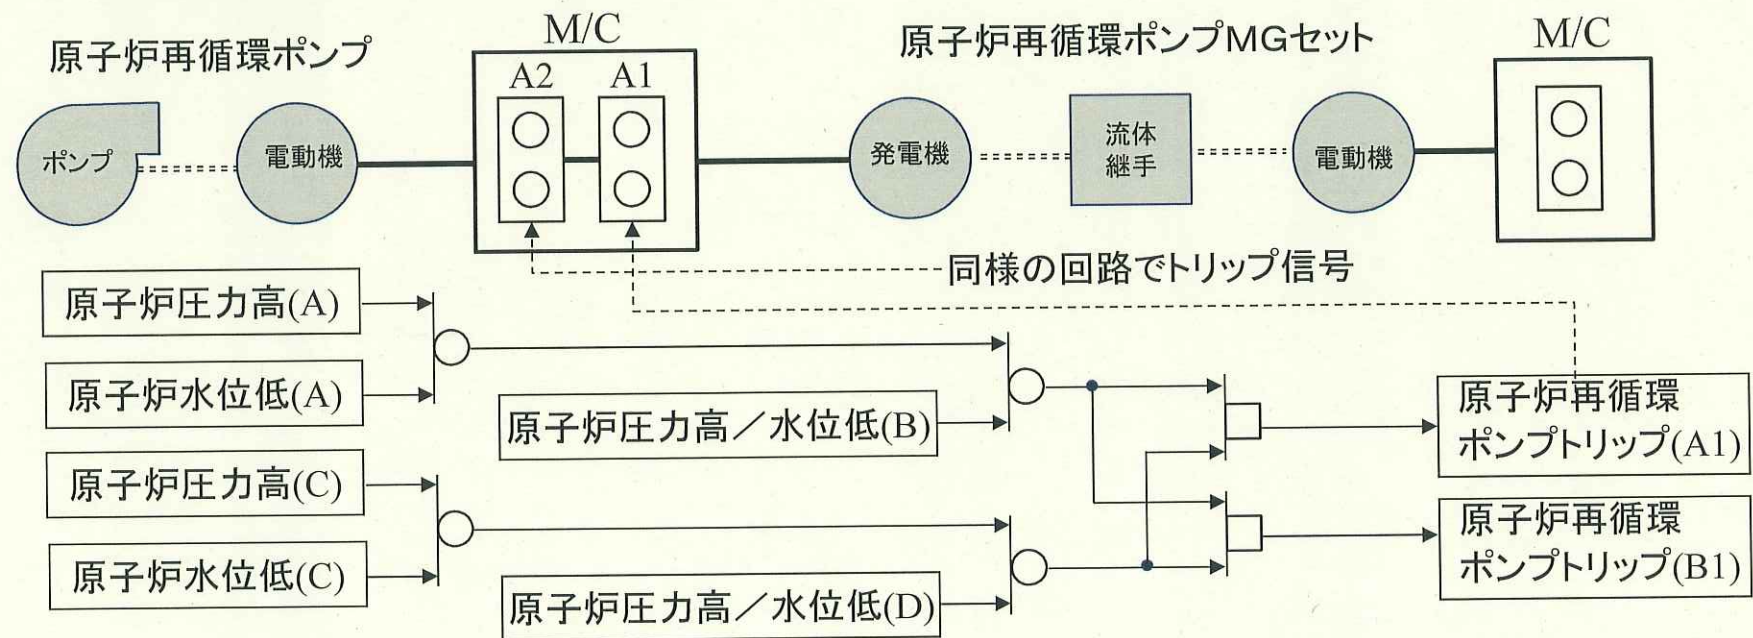 原子炉再循環ポンプ
M/C
原子炉再循環ポンプMGセット
M/C
A2
A1
ポンプ
電動機
発電機
流体
継手
電動機
同様の回路でトリップ信号
原子炉圧力高(A)
原子炉水位低(A)
原子炉圧力高／水位低(B)
原子炉再循環
ポンプトリップ(A1)
原子炉圧力高(C)
原子炉水位低(C)
原子炉圧力高／水位低(D)
原子炉再循環
ポンプトリップ(B1)